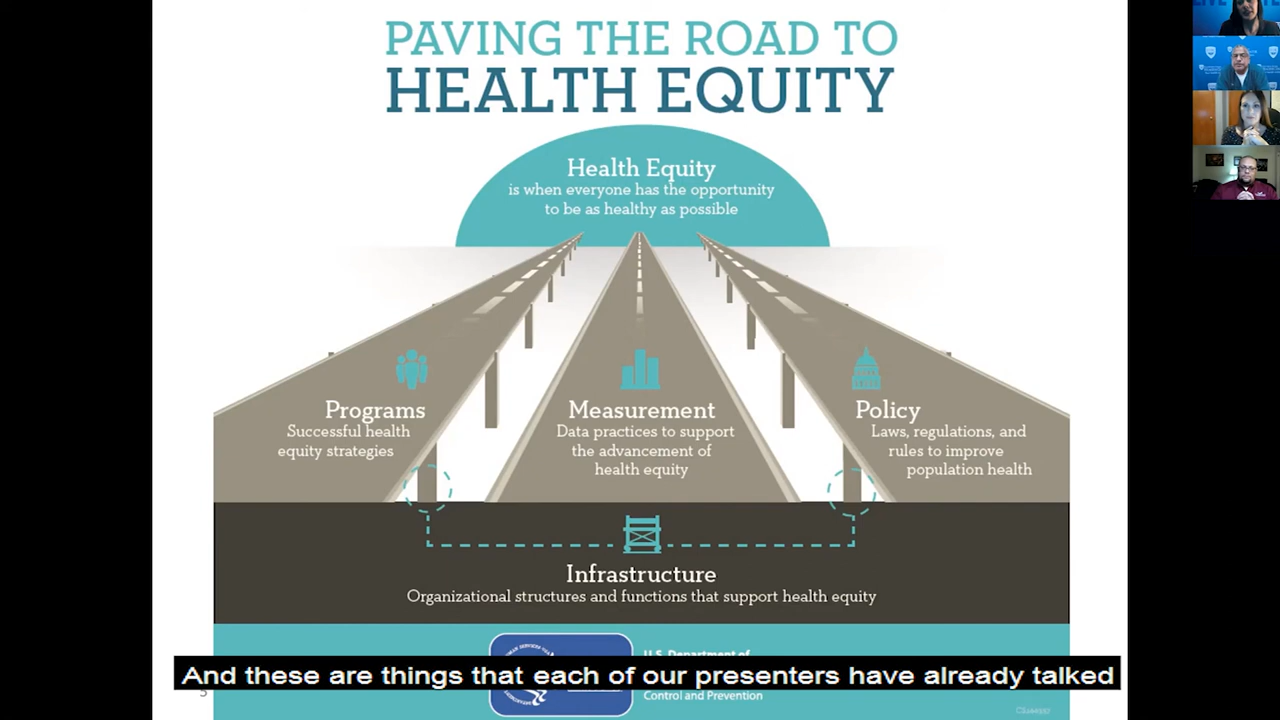 PAVING THE ROAD TO
HEALTH EQUITY
Health Equity
is when everyone has the opportunity
to be as healthy as possible
Programs
Successful health
equity strategies
Measurement
Data practices to support
the advancement of
health equity
Policy
Laws, regulations, and
rules to improve
population health
Infrastructure
Organizational structures and functions that support health equity
U.S. Department of
And these are things that each of our presenters have already talked
Control and Prevention
5